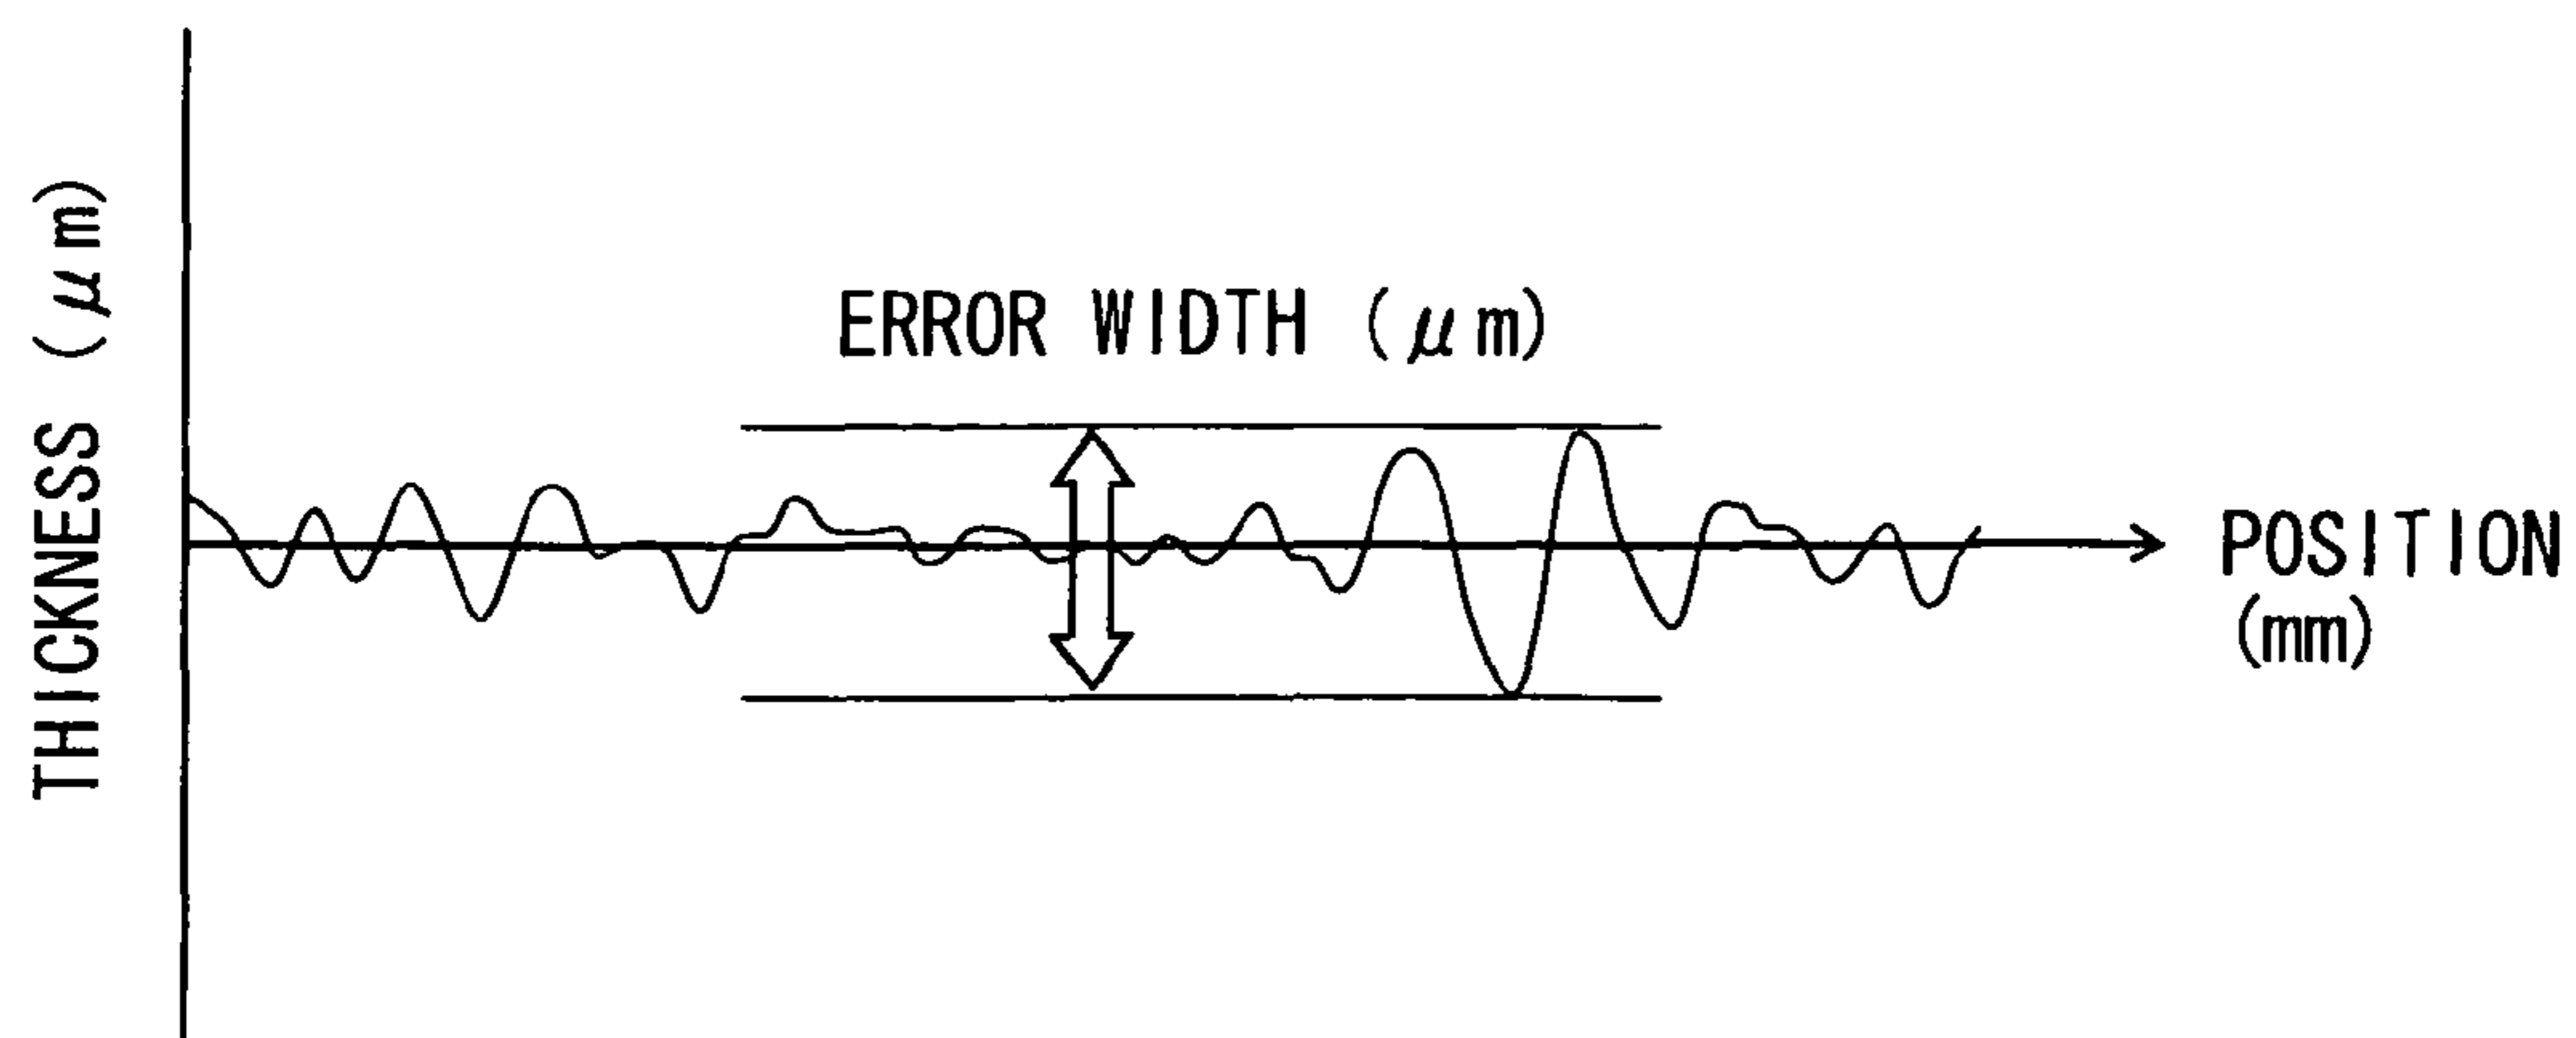 THICKNESS (μm)
ERROR WIDTH (μm)
POSITION
(mm)